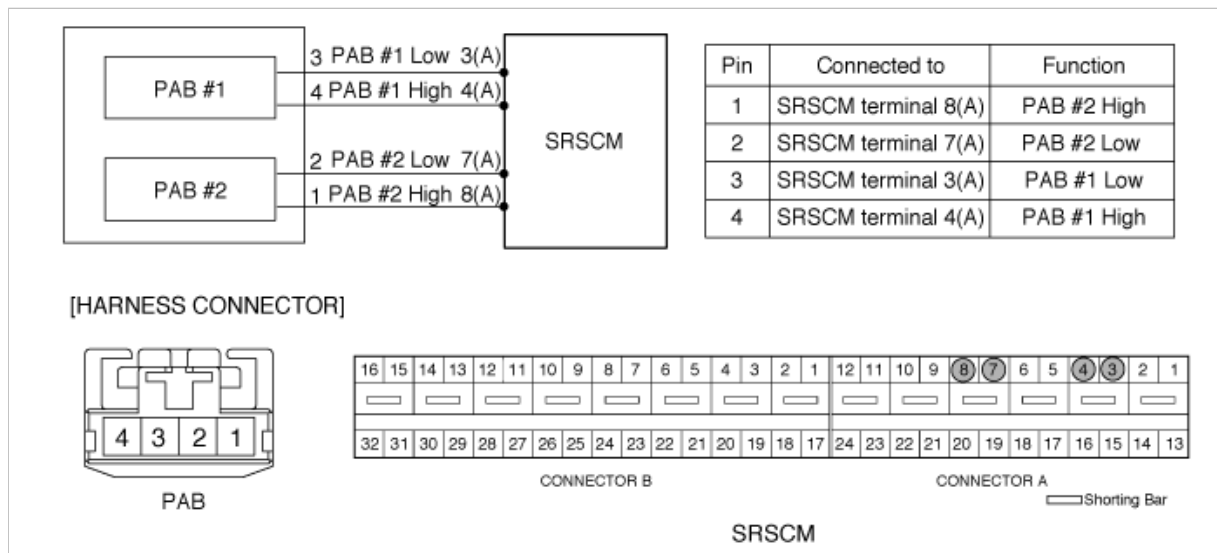 PAB #1
3 PAB #1 Low 3(A)
4 PAB #1 High 4(A)
PAB #2
2 PAB #2 Low 7(A)
1 PAB #2 High 8(A)
SRSCM
Pin Connected to Function
1 SRSCM terminal 8(A) PAB #2 High
2 SRSCM terminal 7(A) PAB #2 Low
3 SRSCM terminal 3(A) PAB #1 Low
4 SRSCM terminal 4(A) PAB #1 High
[HARNESS CONNECTOR]
4 3 2 1
PAB
16 15 14 13 12 11 10 9 8 7 6 5 4 3 2 1 12 11 10 9 8 7 6 5 4 3 2 1
32 31 30 29 28 27 26 25 24 23 22 21 20 19 18 17 24 23 22 21 20 19 18 17 16 15 14 13
CONNECTOR B CONNECTOR A
Shorting Bar
SRSCM